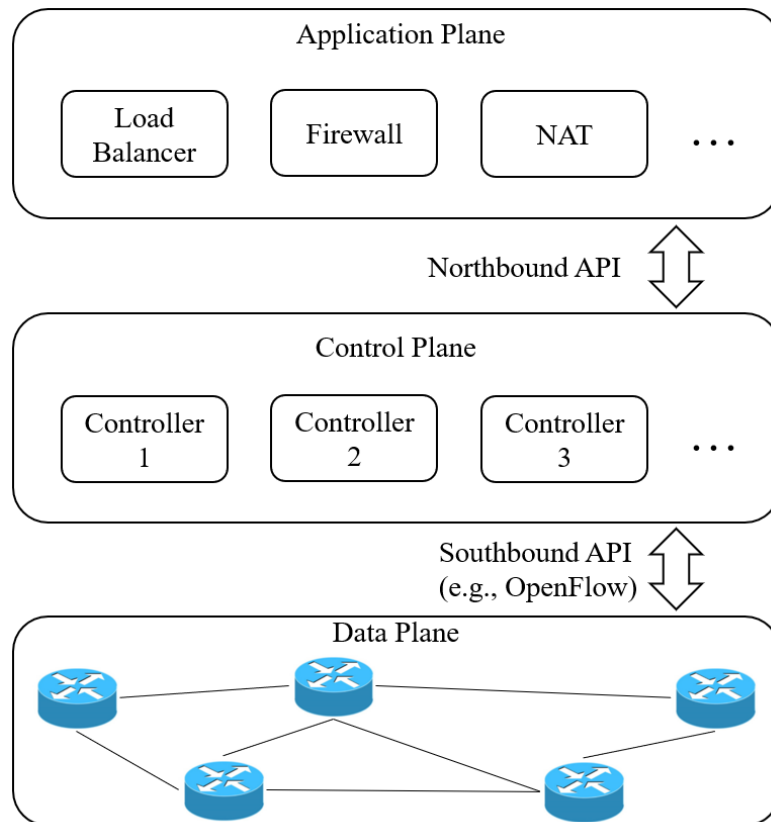 Application Plane
Load
Balancer
Firewall
NAT
...
Northbound API
Control Plane
Controller
1
Controller
2
Controller
3
...
Southbound API
(e.g., OpenFlow)
Data Plane